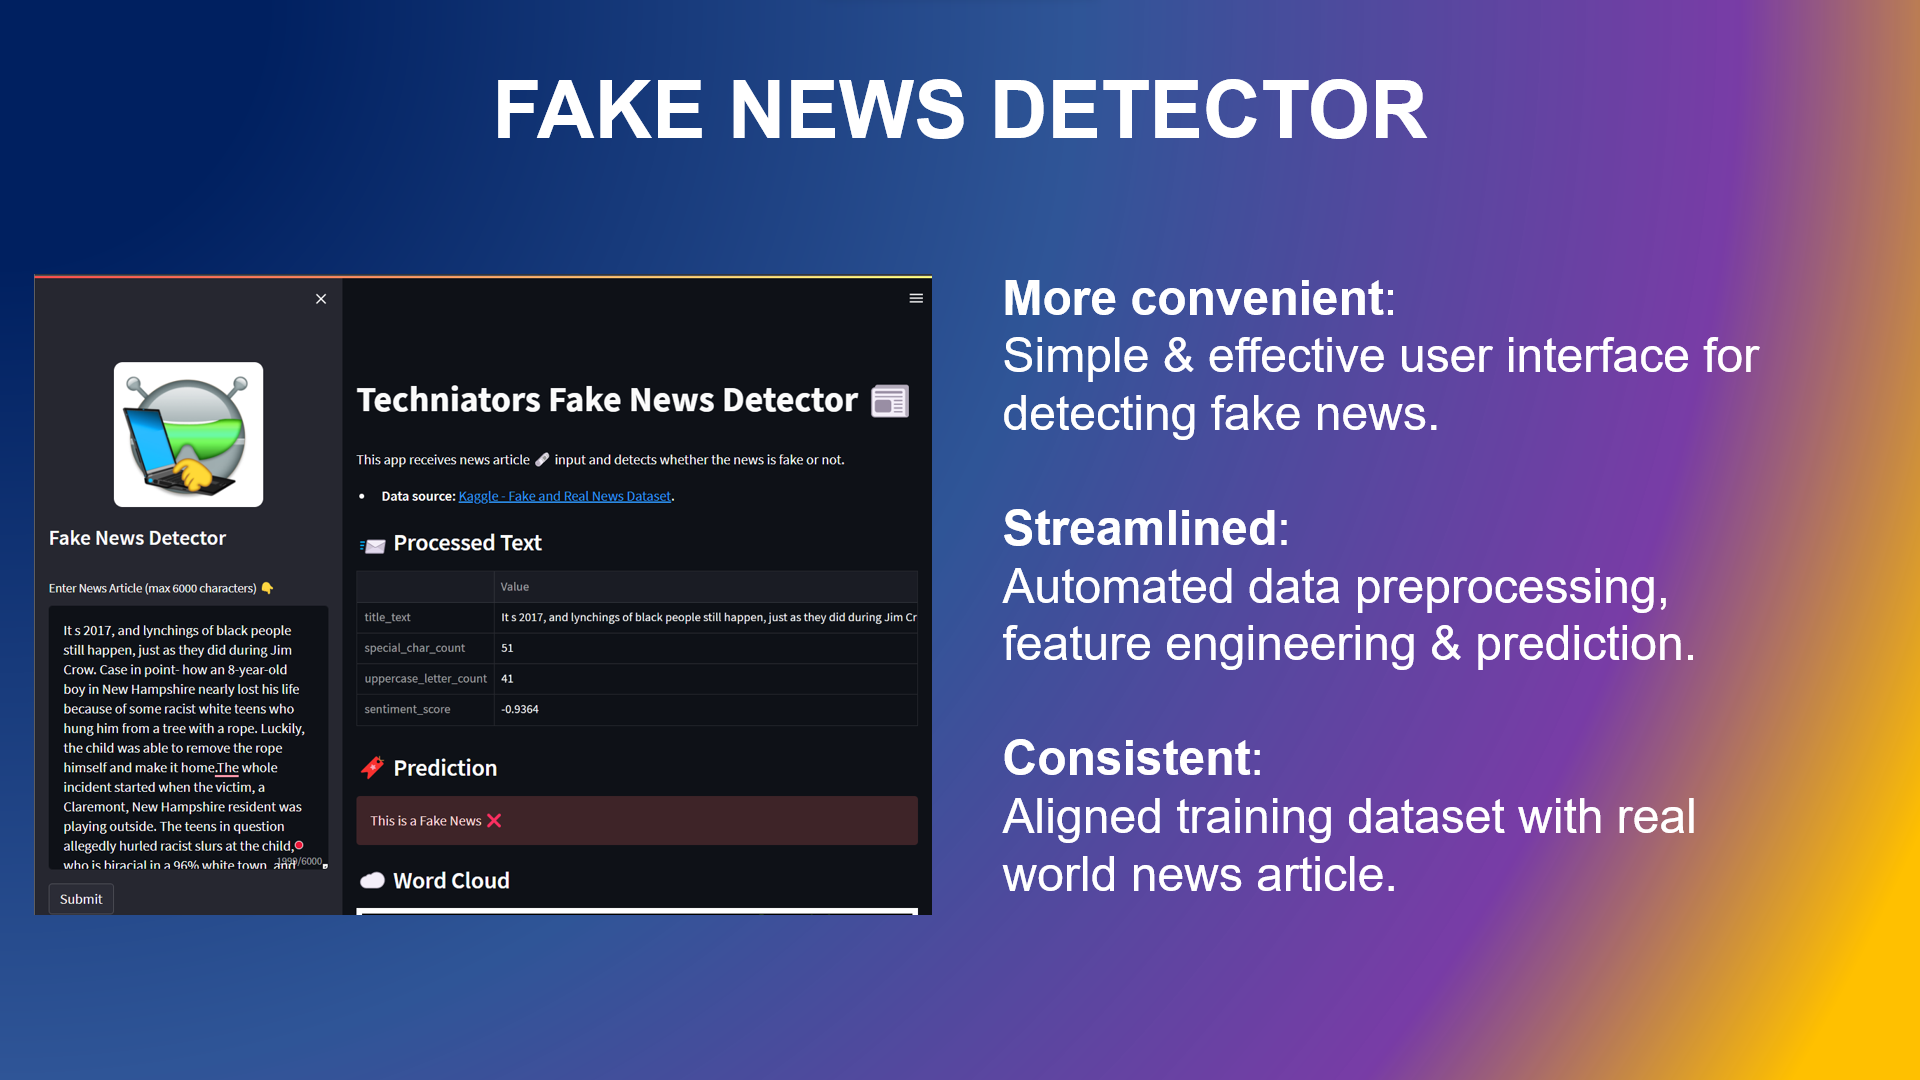 FAKE NEWS DETECTOR
Fake News Detector
Enter News Article (max 6000 characters)
It s 2017, and lynchings of black people
still happen, just as they did during Jim
Crow. Case in point- how an 8-year-old
boy in New Hampshire nearly lost his life
because of some racist white teens who
hung him from a tree with a rope. Luckily,
the child was able to remove the rope
himself and make it home.The whole
incident started when the victim, a
Claremont, New Hampshire resident was
playing outside. The teens in question
allegedly hurled racist slurs at the child,
who is biracial in a 96% white town, and
1999/6000
Submit
Techniators Fake News Detector
This app receives news article input and detects whether the news is fake or not.
• Data source: Kaggle - Fake and Real News Dataset.
Processed Text
Value
title_text It s 2017, and lynchings of black people still happen, just as they did during Jim Cr
special_char_count 51
uppercase_letter_count 41
sentiment_score -0.9364
Prediction
This is a Fake News
Word Cloud
More convenient:
Simple & effective user interface for
detecting fake news.
Streamlined:
Automated data preprocessing,
feature engineering & prediction.
Consistent:
Aligned training dataset with real
world news article.